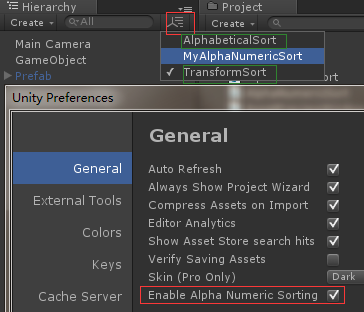 Hierarchy
Project
Create
All
Create
AlphabeticalSort
MyAlphaNumericSort
TransformSort
Main Camera
GameObject
Prefab
Unity Preferences
General
External Tools
Colors
Keys
Cache Server
General
Auto Refresh
Always Show Project Wizard
Compress Assets on Import
Editor Analytics
Show Asset Store search hits
Verify Saving Assets
Skin (Pro Only)
Dark
Enable Alpha Numeric Sorting